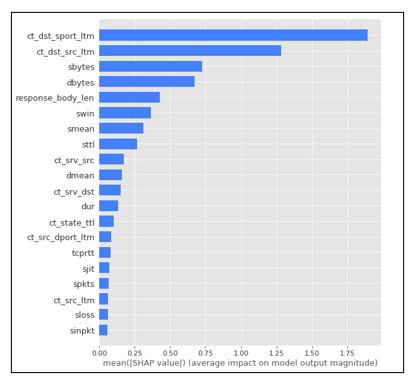 ct_dst_sport_ltm
ct_dst_src_ltm
sbytes
dbytes
response_body_len
swin
smean
sttl
ct_srv_src
dmean
ct_srv_dst
dur
ct_state_ttl
ct_src_dport_ltm
tcprtt
sjit
spkts
ct_src_ltm
sloss
sinpkt
0.00 0.25 0.50 0.75 1.00 1.25 1.50 1.75
mean(|SHAP value|) (average impact on model output magnitude)